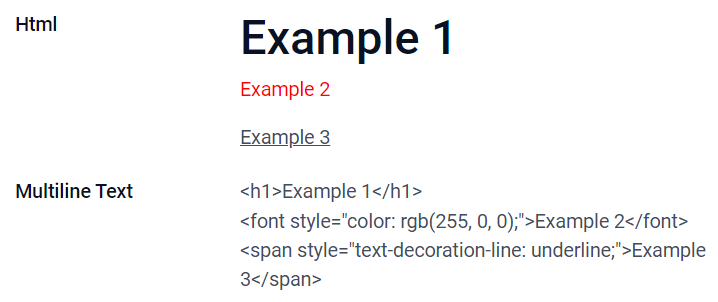 Html
Example 1
Example 2
Example 3
Multiline Text
<h1>Example 1</h1>
<font style="color: rgb(255, 0, 0);">Example 2</font>
<span style="text-decoration-line: underline;">Example
3</span>